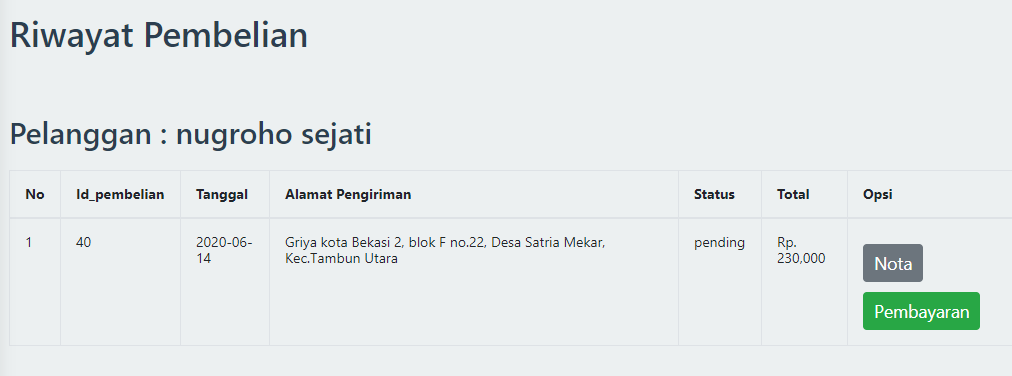 Riwayat Pembelian
Pelanggan : nugroho sejati
No Id_pembelian Tanggal Alamat Pengiriman Status Total Opsi
1 40 2020-06-14 Griya kota Bekasi 2, blok F no.22, Desa Satria Mekar, Kec.Tambun Utara pending Rp. 230,000
Nota
Pembayaran